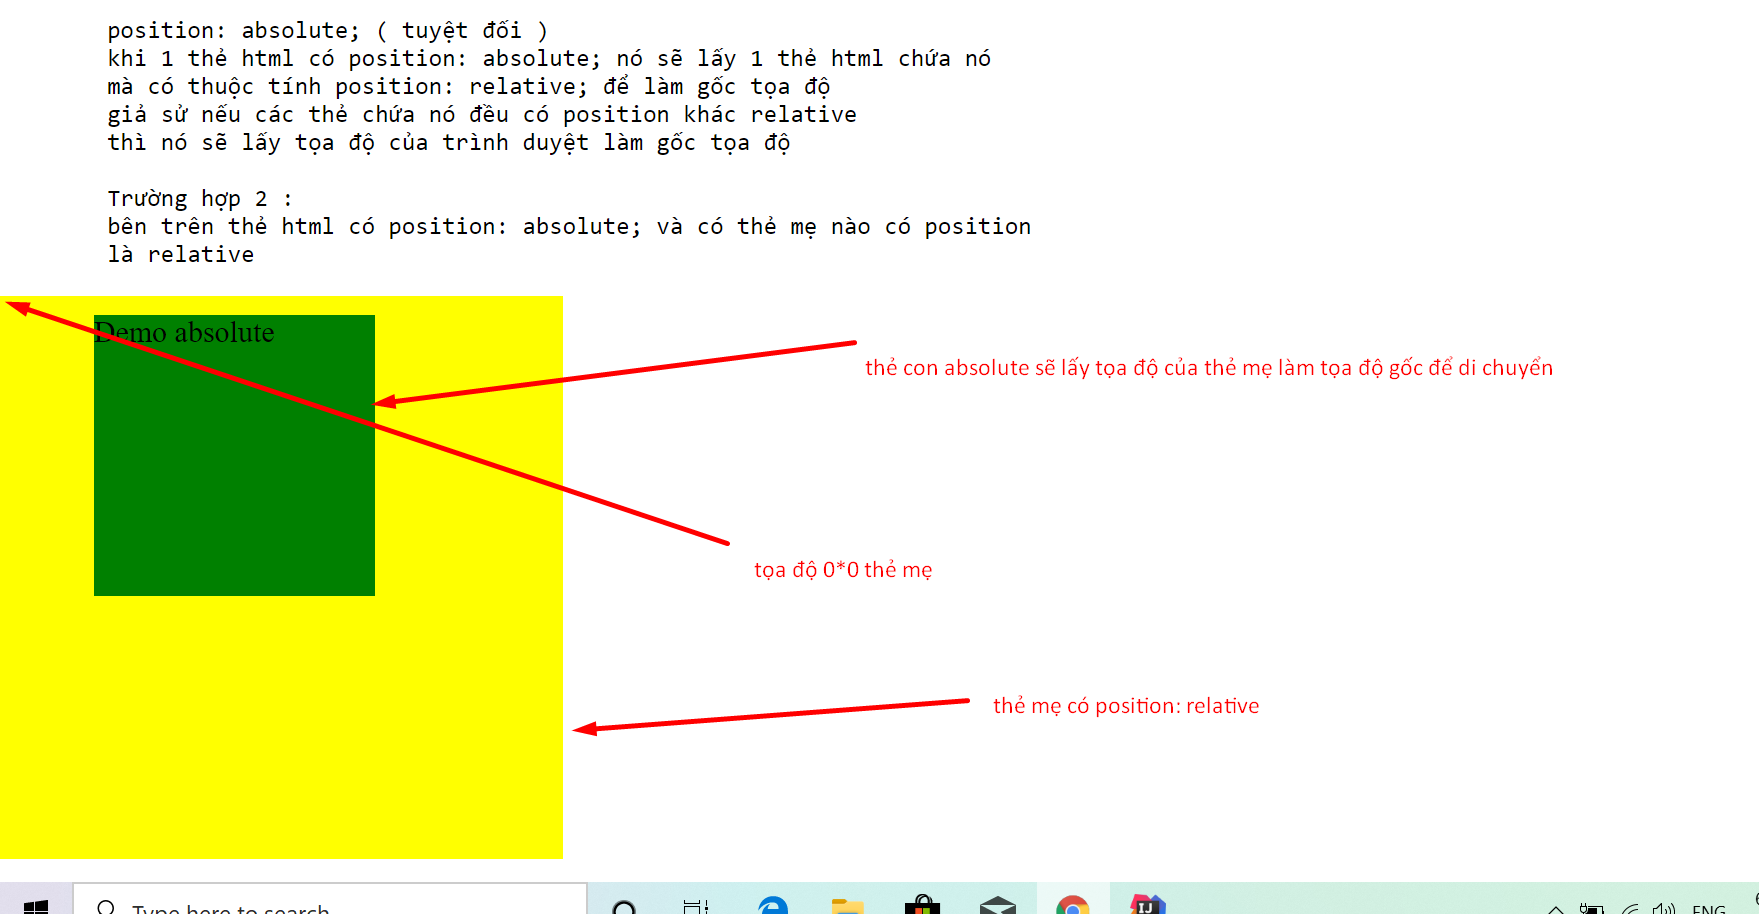 position: absolute; ( tuyệt đối )
khi 1 thẻ html có position: absolute; nó sẽ lấy 1 thẻ html chứa nó
mà có thuộc tính position: relative; để làm gốc tọa độ
giả sử nếu các thẻ chứa nó đều có position khác relative
thì nó sẽ lấy tọa độ của trình duyệt làm gốc tọa độ
Trường hợp 2 :
bên trên thẻ html có position: absolute; và có thẻ mẹ nào có position
là relative
Demo absolute
thẻ con absolute sẽ lấy tọa độ của thẻ mẹ làm tọa độ gốc để di chuyển
tọa độ 0*0 thẻ mẹ
thẻ mẹ có position: relative
Type here to search
IJ
ENG